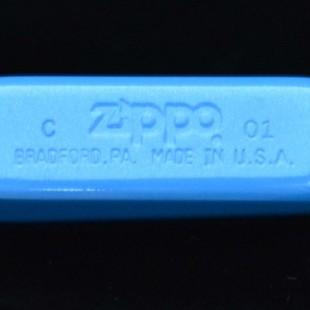 C Zippo 01
BRADFORD.PA. MADE IN U.S.A.